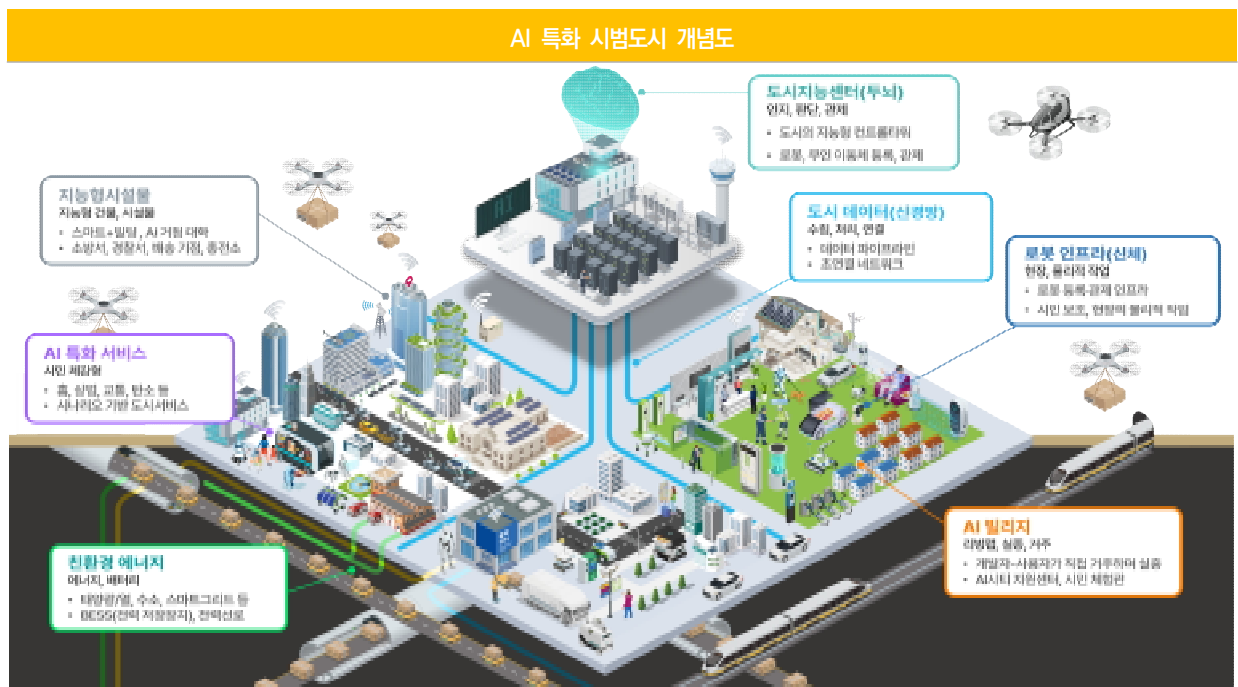 AI 특화 시범도시 개념도
도시지능센터(두뇌)
인지, 판단, 관제
• 도시의 지능형 컨트롤타워
• 로봇, 무인 이동체 등록, 관제
지능형시설물
지능형 건물, 시설물
• 스마트+빌딩, AI 거점 대학
• 소방서, 경찰서, 배송 거점, 충전소
도시 데이터(신경망)
수집, 처리, 연결
• 데이터 파이프라인
• 초연결 네트워크
로봇 인프라(신체)
현장, 물리적 작업
• 로봇 등록·관제 인프라
• 시민 보호, 현장의 물리적 작업
AI 특화 서비스
시민 체감형
• 홈, 쇼핑, 교통, 탄소 등
• 시나리오 기반 도시서비스
친환경 에너지
에너지, 배터리
• 태양광/열, 수소, 스마트그리드 등
• BESS(전력 저장장치), 전력선로
AI 빌리지
리빙랩, 실증, 거주
• 개발자-사용자가 직접 거주하며 실증
• AI시티 지원센터, 시민 체험관